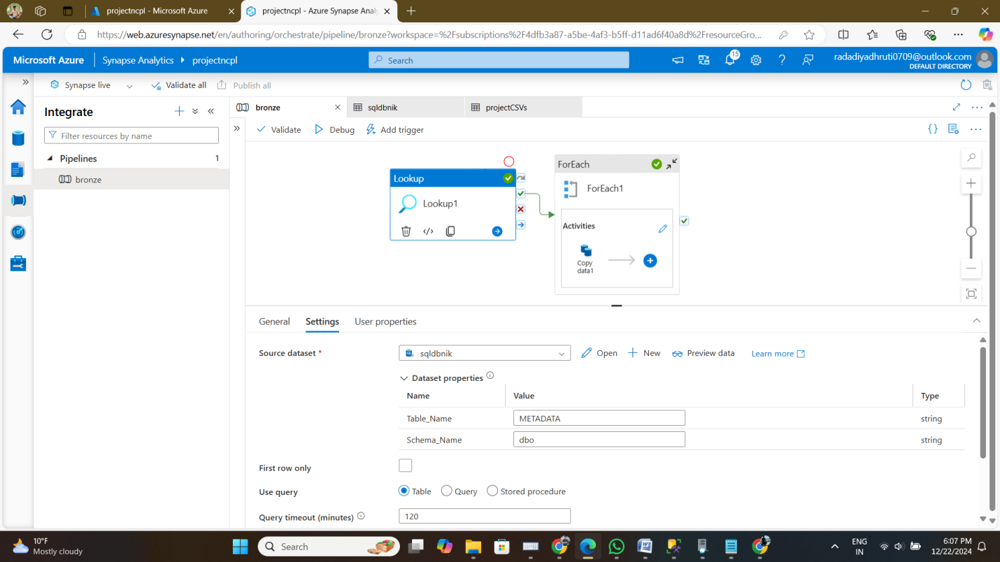 projectncpl - Microsoft Azure
projectncpl - Azure Synapse Anal
https://web.azuresynapse.net/en/authoring/orchestrate/pipeline/bronze?workspace=%2Fsubscriptions%2F4dfb3a87-a5be-4af3-b5ff-d11ad6f40a8d%2FresourceGro...
Microsoft Azure
Synapse Analytics
projectncpl
Search
15
radadiyadhruti0709@outlook.com
DEFAULT DIRECTORY
Synapse live
Validate all
Publish all
Integrate
Filter resources by name
Pipelines
1
bronze
bronze
sqldbnik
projectCSVs
Validate
Debug
Add trigger
Lookup
Lookup1
ForEach
ForEach1
Activities
Copy
data1
General
Settings
User properties
Source dataset *
sqldbnik
Open
New
Preview data
Learn more
Dataset properties
Name
Value
Type
Table_Name
METADATA
string
Schema_Name
dbo
string
First row only
Use query
Table
Query
Stored procedure
Query timeout (minutes)
120
10°F
Mostly cloudy
Search
ENG
IN
6:07 PM
12/22/2024